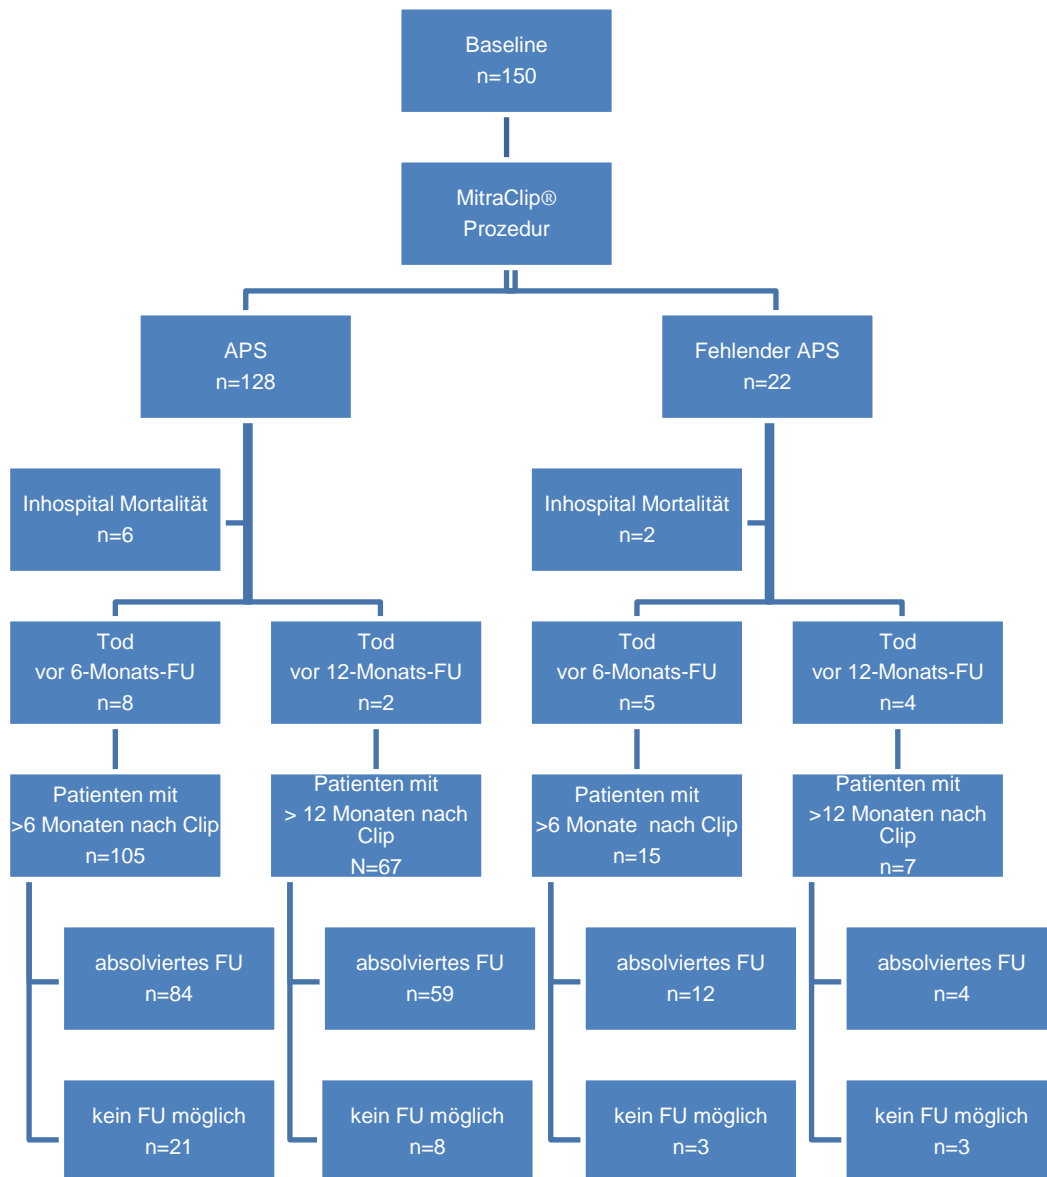 Baseline
n=150
MitraClip®
Prozedur
APS
n=128
Fehlender APS
n=22
Inhospital Mortalität
n=6
Inhospital Mortalität
n=2
Tod
vor 6-Monats-FU
n=8
Tod
vor 12-Monats-FU
n=2
Tod
vor 6-Monats-FU
n=5
Tod
vor 12-Monats-FU
n=4
Patienten mit
>6 Monaten nach Clip
n=105
Patienten mit
> 12 Monaten nach
Clip
N=67
Patienten mit
>6 Monate  nach Clip
n=15
Patienten mit
>12 Monaten nach
Clip
n=7
absolviertes FU
n=84
absolviertes FU
n=59
absolviertes FU
n=12
absolviertes FU
n=4
kein FU möglich
n=21
kein FU möglich
n=8
kein FU möglich
n=3
kein FU möglich
n=3